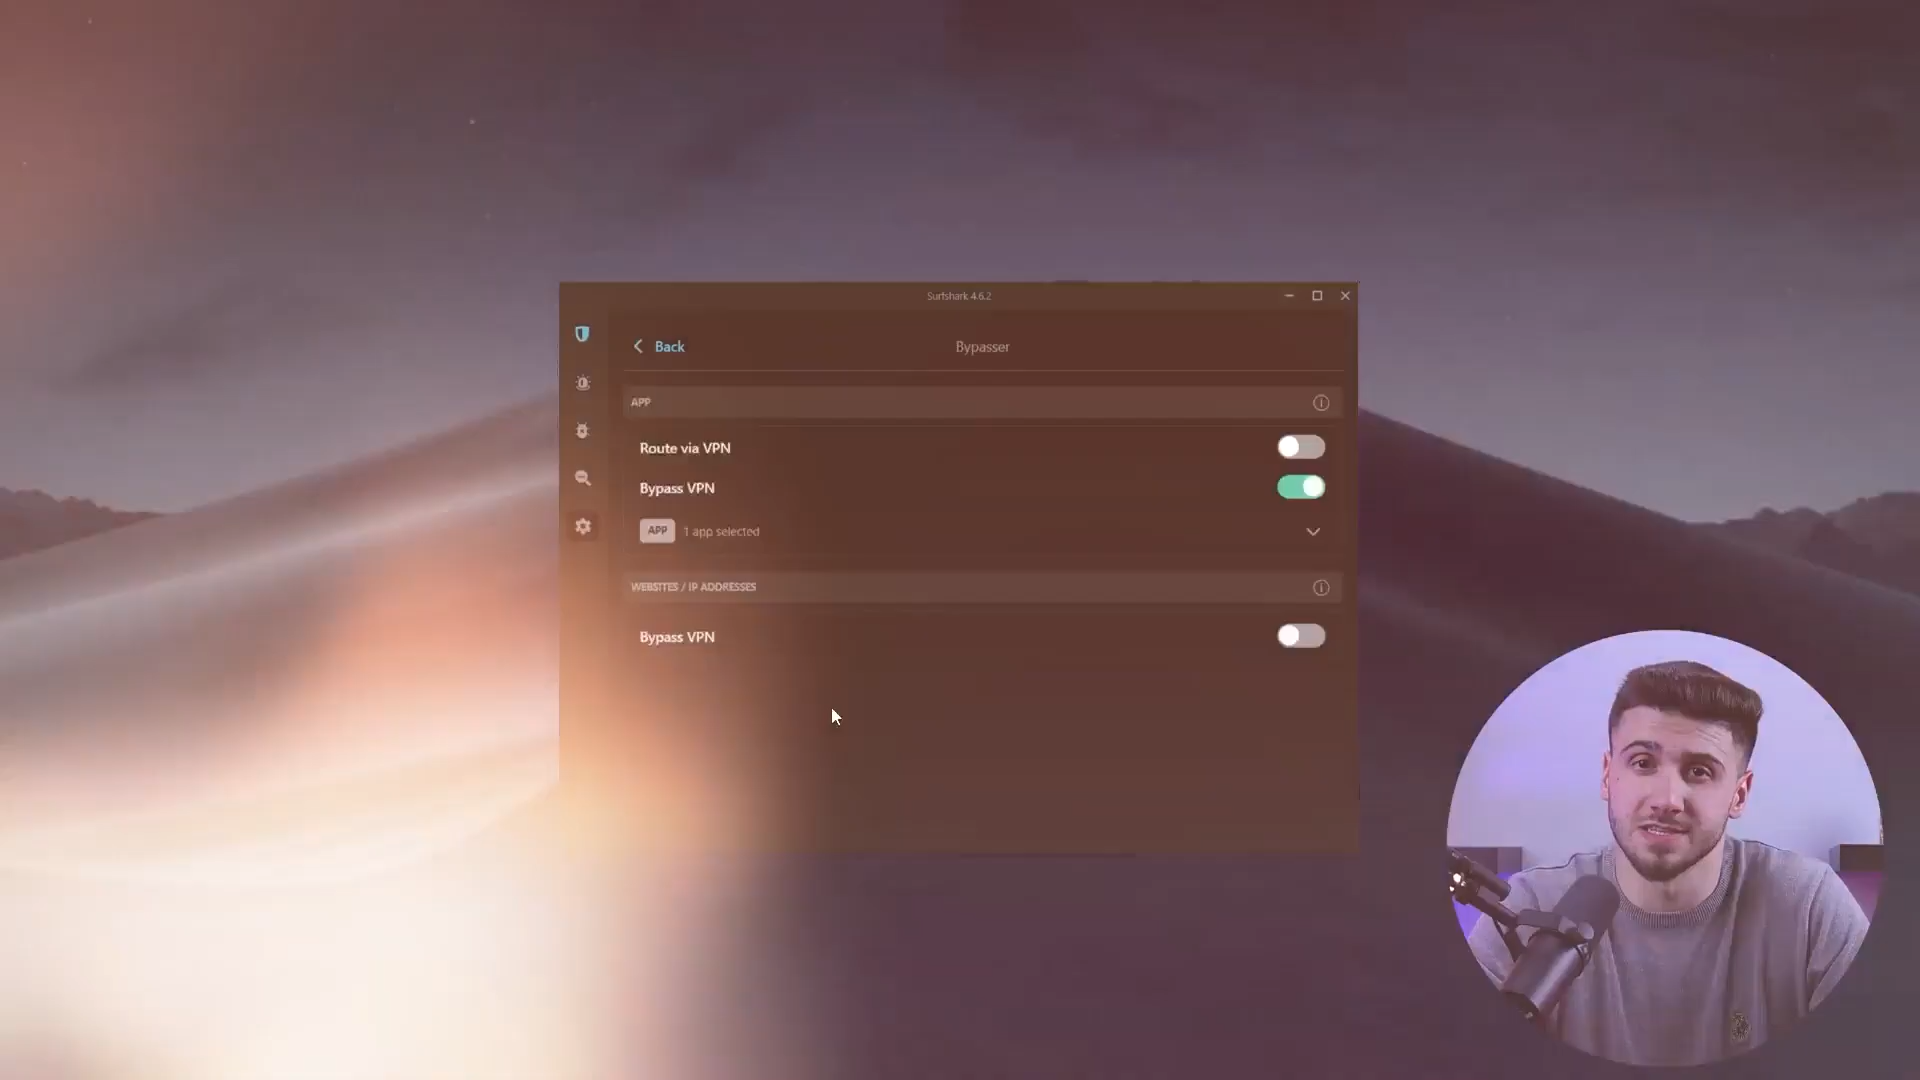 Surfshark 4.6.2
Back
Bypasser
APP
Route via VPN
Bypass VPN
APP 1 app selected
WEBSITES / IP ADDRESSES
Bypass VPN